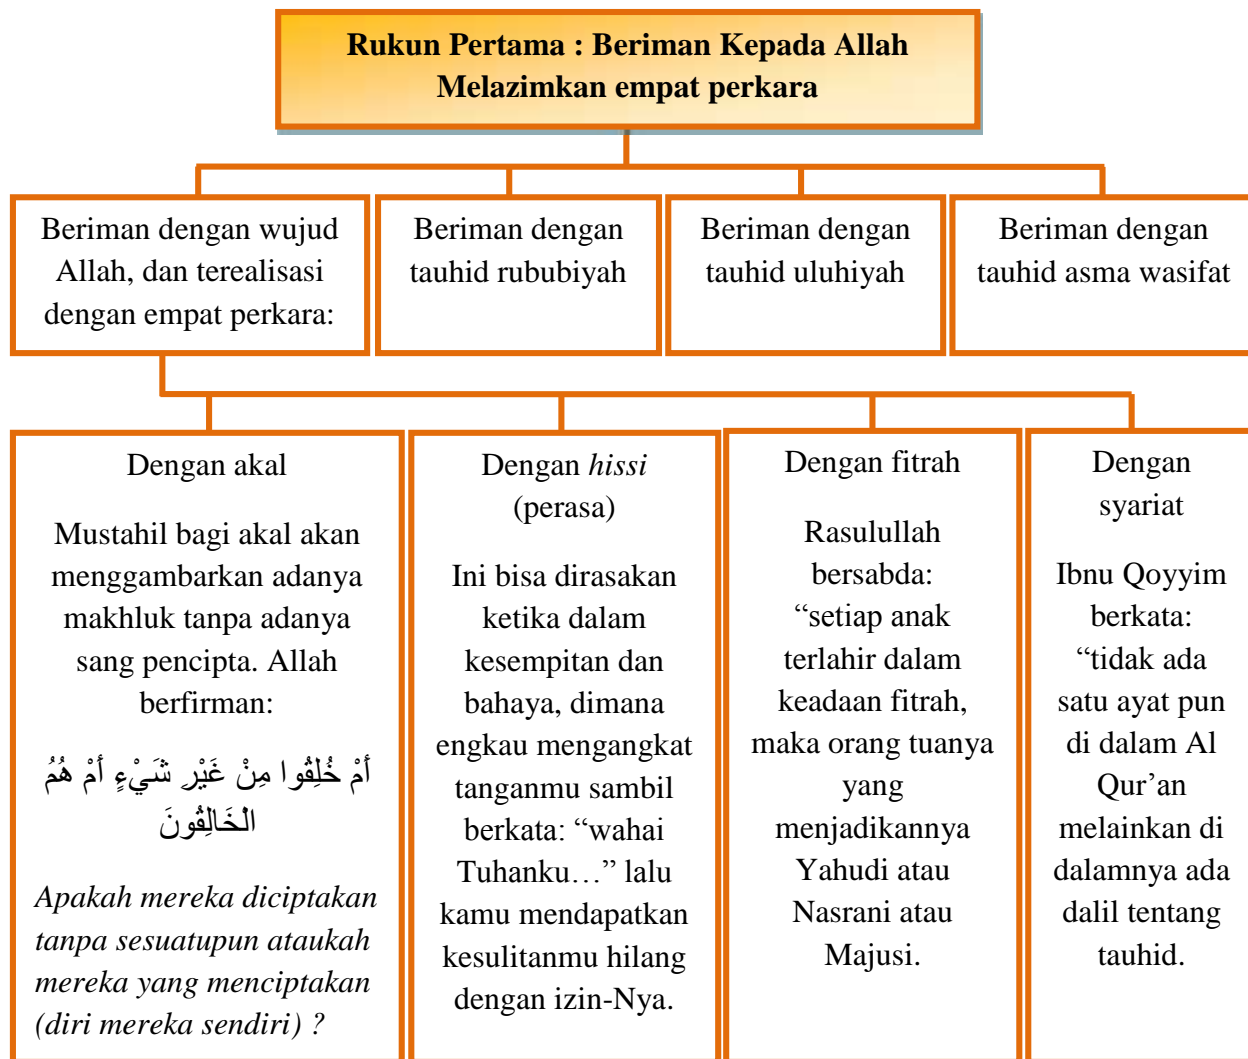 Rukun Pertama : Beriman Kepada Allah
Melazimkan empat perkara
Beriman dengan wujud
Allah, dan terealisasi
dengan empat perkara:
Beriman dengan
tauhid rububiyah
Beriman dengan
tauhid uluhiyah
Beriman dengan
tauhid asma wasifat
Dengan akal
Mustahil bagi akal akan
menggambarkan adanya
makhluk tanpa adanya
sang pencipta. Allah
berfirman:
أَمْ خُلِقُوا مِنْ غَيْرِ شَيْءٍ أَمْ هُمُ
الْخَالِقُونَ
Apakah mereka diciptakan
tanpa sesuatupun ataukah
mereka yang menciptakan
(diri mereka sendiri) ?
Dengan hissi
(perasa)
Ini bisa dirasakan
ketika dalam
kesempitan dan
bahaya, dimana
engkau mengangkat
tanganmu sambil
berkata: “wahai
Tuhanku…” lalu
kamu mendapatkan
kesulitanmu hilang
dengan izin-Nya.
Dengan fitrah
Rasulullah
bersabda:
“setiap anak
terlahir dalam
keadaan fitrah,
maka orang tuanya
yang
menjadikannya
Yahudi atau
Nasrani atau
Majusi.
Dengan
syariat
Ibnu Qoyyim
berkata:
“tidak ada
satu ayat pun
di dalam Al
Qur’an
melainkan di
dalamnya ada
dalil tentang
tauhid.